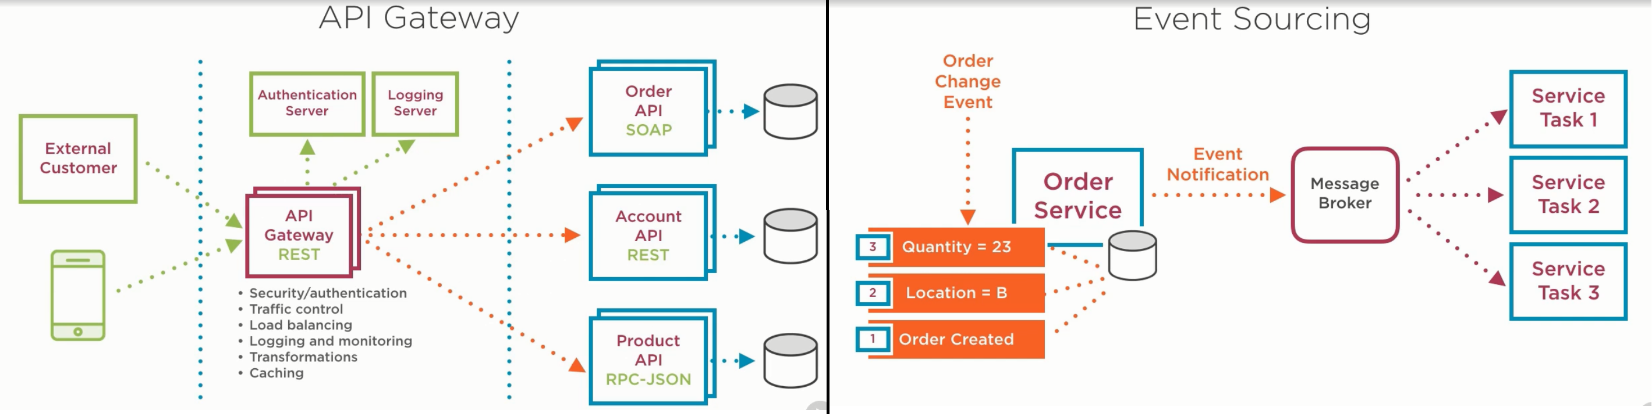 API Gateway
External
Customer
Authentication
Server
Logging
Server
API
Gateway
REST
• Security/authentication
• Traffic control
• Load balancing
• Logging and monitoring
• Transformations
• Caching
Order
API
SOAP
Account
API
REST
Product
API
RPC-JSON
Event Sourcing
Order
Change
Event
Order
Service
3 Quantity = 23
2 Location = B
1 Order Created
Event
Notification
Message
Broker
Service
Task 1
Service
Task 2
Service
Task 3